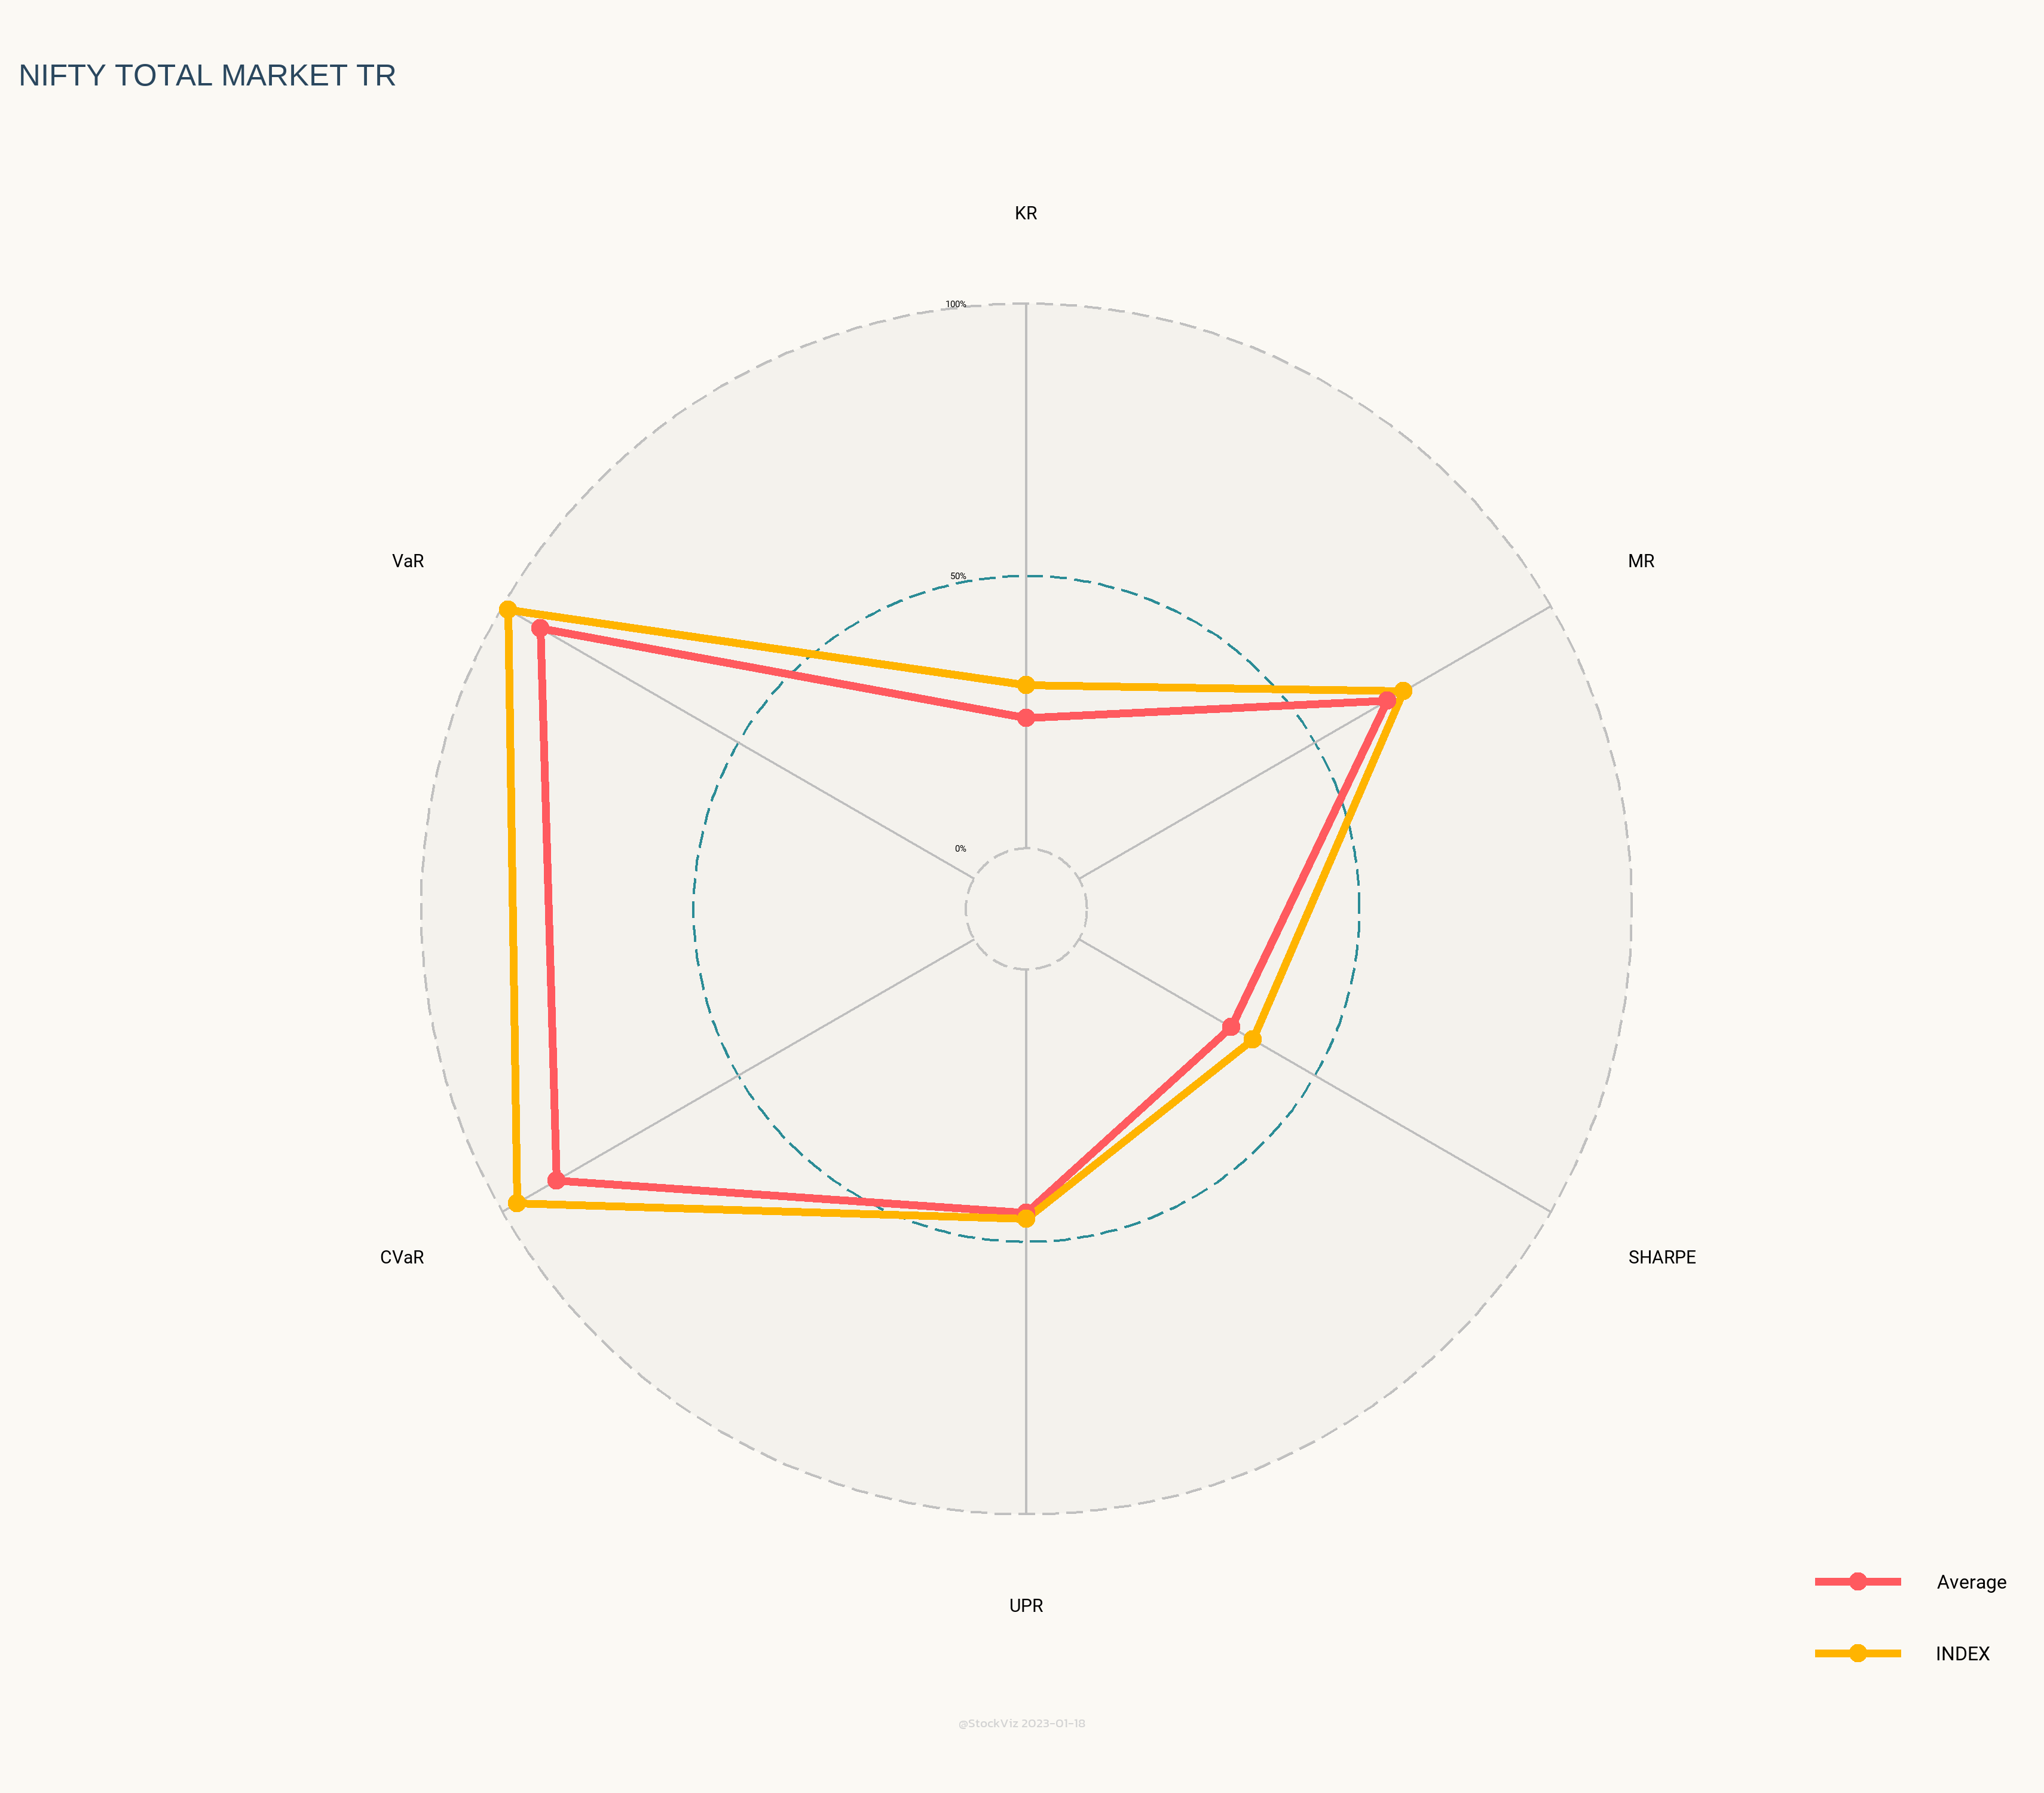 NIFTY TOTAL MARKET TR
KR
100%
VaR
MR
50%
0%
CVaR
SHARPE
UPR
Average
INDEX
@StockViz 2023-01-18